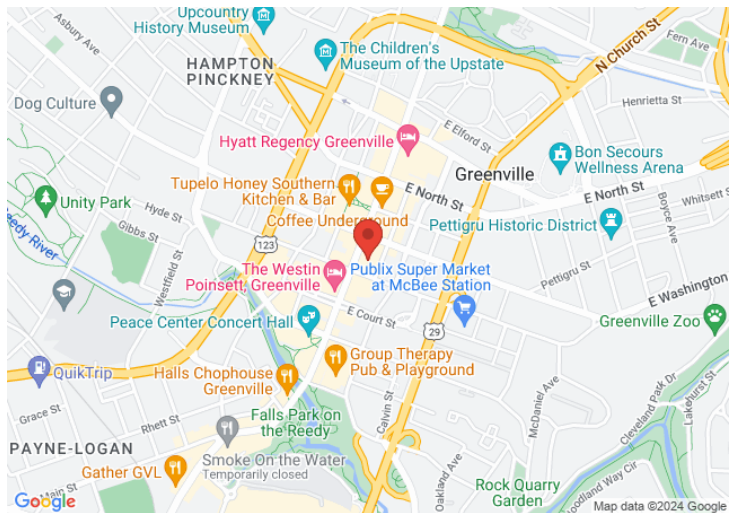 Upcountry
History Museum
Asbury Ave
The Children's
Museum of the Upstate
N Church St
Fern Ave
HAMPTON
PINCKNEY
Dog Culture
Henrietta St
E Elford St
Hyatt Regency Greenville
Greenville
Bon Secours
Wellness Arena
Tupelo Honey Southern
Kitchen & Bar
E North St
E North St
Whitsett St
Unity Park
Hyde St
Coffee Underground
Pettigru Historic District
Boyce Ave
Reedy River
Gibbs St
123
Westfield St
The Westin
Poinsett, Greenville
Publix Super Market
at McBee Station
Pettigru St
E Washington
Peace Center Concert Hall
E Court St
29
Greenville Zoo
QuikTrip
Halls Chophouse
Greenville
Group Therapy
Pub & Playground
Grace St
Rhett St
Falls Park on
the Reedy
Calvin St
McDaniel Ave
Cleveland Park Dr
Lakehurst St
PAYNE-LOGAN
Smoke On the Water
Temporarily closed
Gather GVL
Oakland Ave
Rock Quarry
Garden
Woodland Way Cir
Main St
Google
Map data ©2024 Google